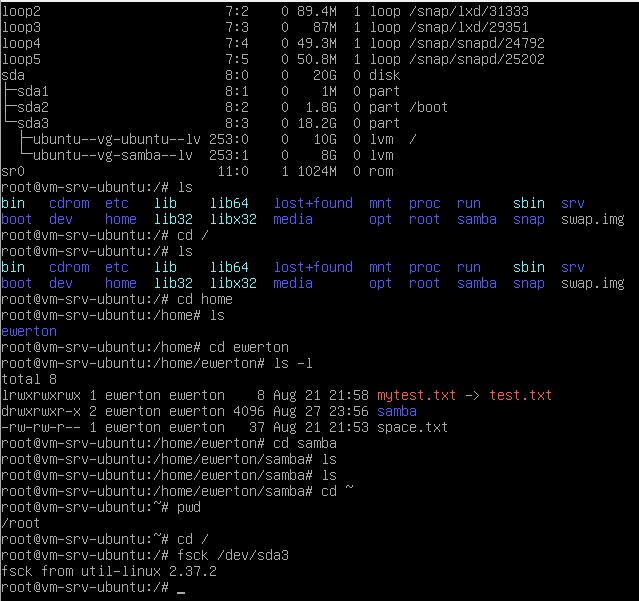 loop2 7:2 0 89.4M 1 loop /snap/lxd/31333
loop3 7:3 0 87M 1 loop /snap/lxd/29351
loop4 7:4 0 49.3M 1 loop /snap/snapd/24792
loop5 7:5 0 50.8M 1 loop /snap/snapd/25202
sda 8:0 0 20G 0 disk
├─sda1 8:1 0 1M 0 part
├─sda2 8:2 0 1.8G 0 part /boot
└─sda3 8:3 0 18.2G 0 part
├─ubuntu--vg-ubuntu--lv 253:0 0 10G 0 lvm /
└─ubuntu--vg-samba--lv 253:1 0 8G 0 lvm
sr0 11:0 1 1024M 0 rom
root@vm-srv-ubuntu:/# ls
bin cdrom etc lib lib64 lost+found mnt proc run sbin srv
boot dev home lib32 libx32 media opt root samba snap swap.img
root@vm-srv-ubuntu:/# cd /
root@vm-srv-ubuntu:/# ls
bin cdrom etc lib lib64 lost+found mnt proc run sbin srv
boot dev home lib32 libx32 media opt root samba snap swap.img
root@vm-srv-ubuntu:/# cd home
root@vm-srv-ubuntu:/home# ls
ewerton
root@vm-srv-ubuntu:/home# cd ewerton
root@vm-srv-ubuntu:/home/ewerton# ls -l
total 8
lrwxrwxrwx 1 ewerton ewerton 8 Aug 21 21:58 mytest.txt -> test.txt
drwxrwxr-x 2 ewerton ewerton 4096 Aug 27 23:56 samba
-rw-rw-r-- 1 ewerton ewerton 37 Aug 21 21:53 space.txt
root@vm-srv-ubuntu:/home/ewerton# cd samba
root@vm-srv-ubuntu:/home/ewerton/samba# ls
root@vm-srv-ubuntu:/home/ewerton/samba# ls
root@vm-srv-ubuntu:/home/ewerton/samba# cd ~
root@vm-srv-ubuntu:~# pwd
/root
root@vm-srv-ubuntu:~# cd /
root@vm-srv-ubuntu:/# fsck /dev/sda3
fsck from util-linux 2.37.2
root@vm-srv-ubuntu:/# _